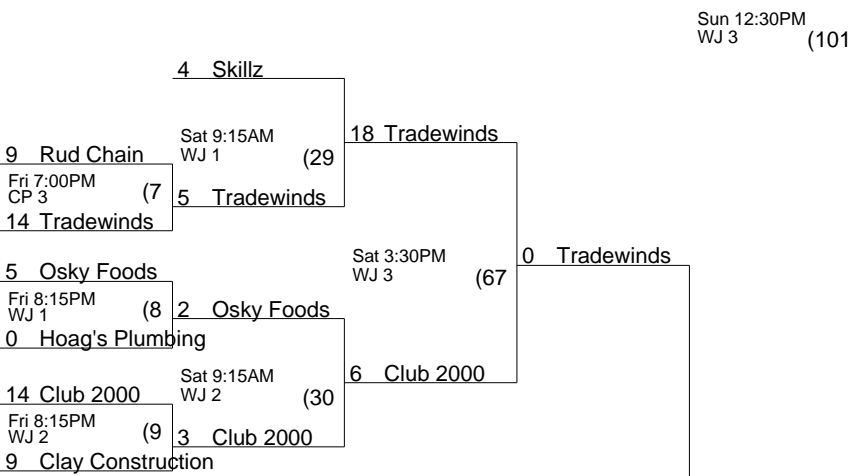 Sun 12:30PM
WJ 3 (101
4 Skillz
Sat 9:15AM
WJ 1 (29
18 Tradewinds
9 Rud Chain
Fri 7:00PM
CP 3 (7
5 Tradewinds
14 Tradewinds
Sat 3:30PM
WJ 3 (67
0 Tradewinds
5 Osky Foods
Fri 8:15PM
WJ 1 (8
2 Osky Foods
0 Hoag's Plumbing
Sat 9:15AM
WJ 2 (30
6 Club 2000
14 Club 2000
Fri 8:15PM
WJ 2 (9
3 Club 2000
9 Clay Construction